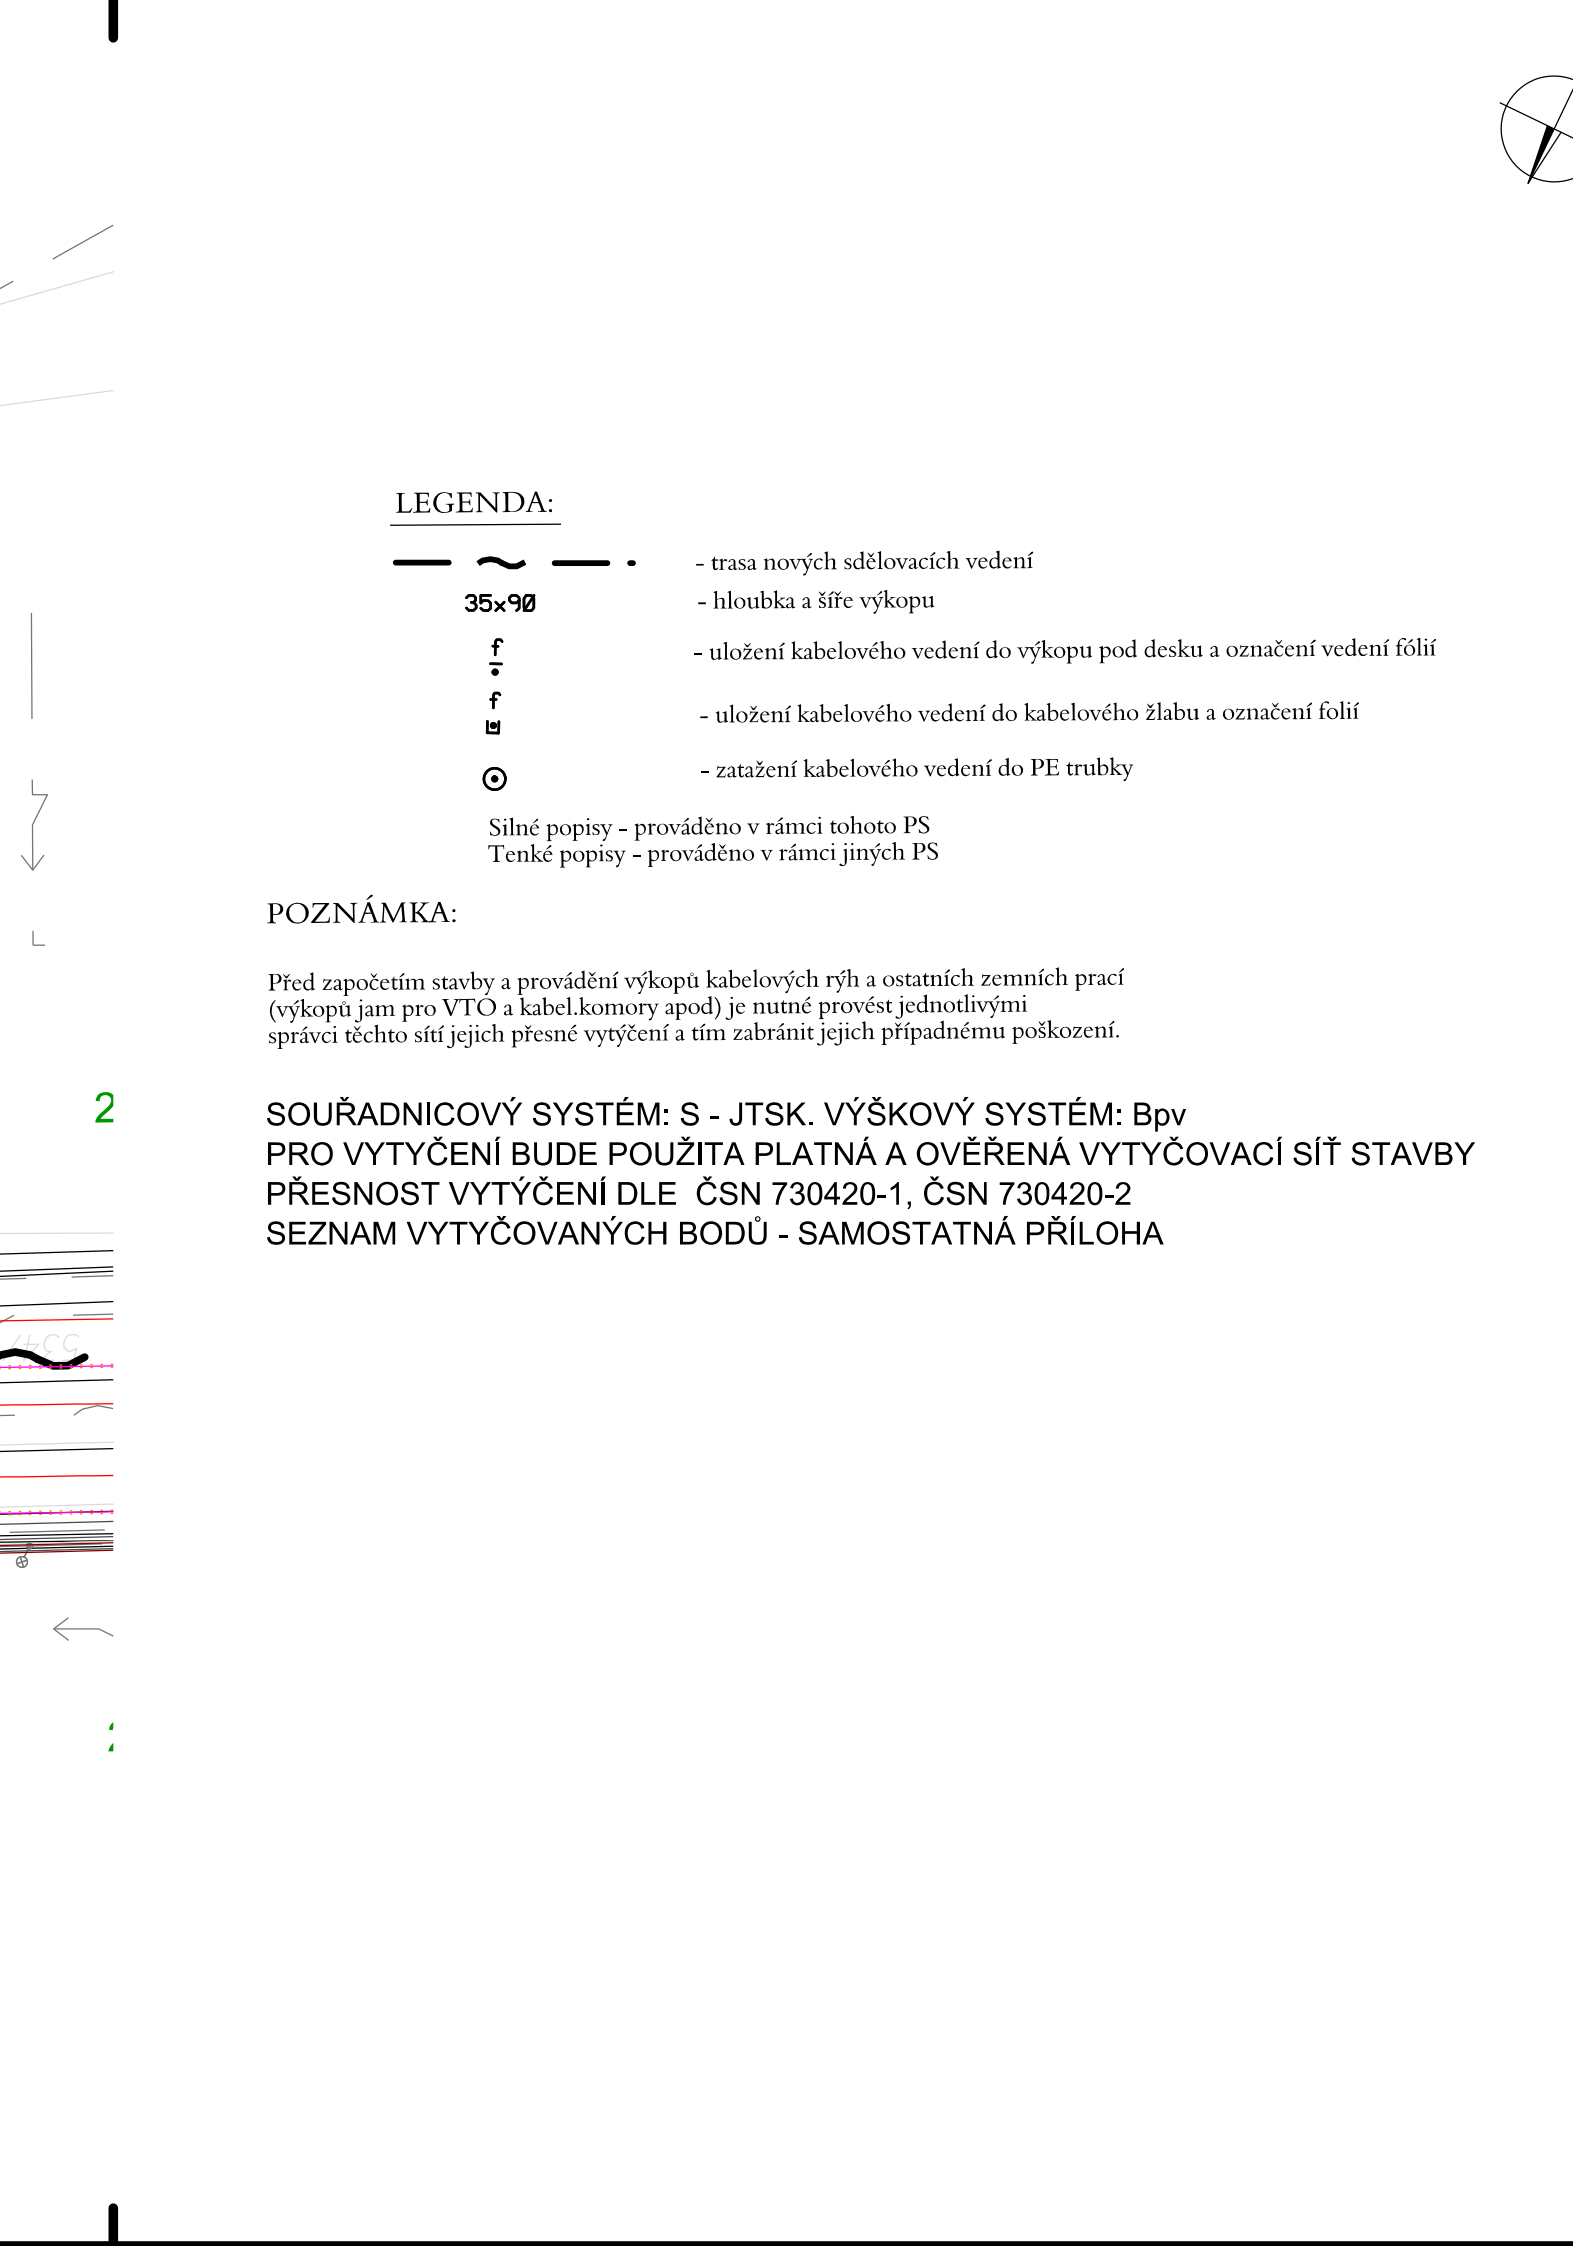 LEGENDA:
- trasa nových sdělovacích vedení
35x90 - hloubka a šíře výkopu
f - uložení kabelového vedení do výkopu pod desku a označení vedení fólií
f - uložení kabelového vedení do kabelového žlabu a označení folií
- zatažení kabelového vedení do PE trubky
Silné popisy - prováděno v rámci tohoto PS
Tenké popisy - prováděno v rámci jiných PS
POZNÁMKA:
Před započetím stavby a provádění výkopů kabelových rýh a ostatních zemních prací
(výkopů jam pro VTO a kabel.komory apod) je nutné provést jednotlivými
správci těchto sítí jejich přesné vytýčení a tím zabránit jejich případnému poškození.
2
SOUŘADNICOVÝ SYSTÉM: S - JTSK. VÝŠKOVÝ SYSTÉM: Bpv
PRO VYTYČENÍ BUDE POUŽITA PLATNÁ A OVĚŘENÁ VYTYČOVACÍ SÍŤ STAVBY
PŘESNOST VYTÝČENÍ DLE ČSN 730420-1, ČSN 730420-2
SEZNAM VYTYČOVANÝCH BODŮ - SAMOSTATNÁ PŘÍLOHA